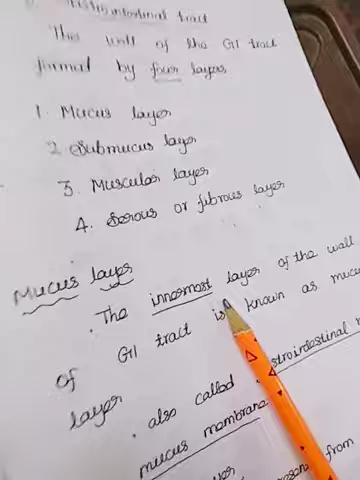 tract
The wall of the GI tract
formed by four layers
1. Mucus layer
2. Submucus layer
3. Muscular layer
4. Serous or fibrous layer
Mucus layer
. The innermost layer of the wall
of GI tract is known as mucus
layer
. also called
mucus membrane
from